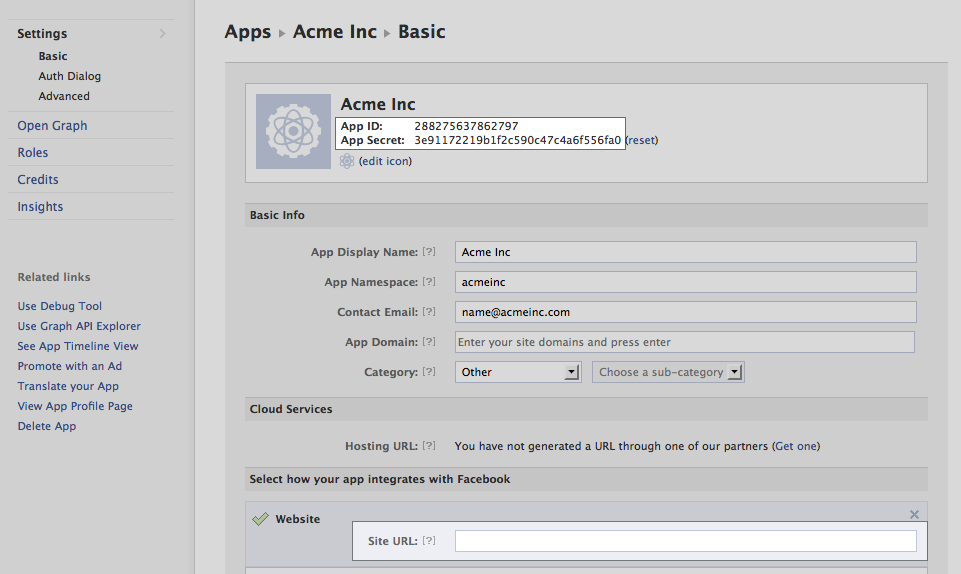 Settings
Basic
Auth Dialog
Advanced
Open Graph
Roles
Credits
Insights
Related links
Use Debug Tool
Use Graph API Explorer
See App Timeline View
Promote with an Ad
Translate your App
View App Profile Page
Delete App
Apps ▸ Acme Inc ▸ Basic
Acme Inc
App ID: 288275637862797
App Secret: 3e91172219b1f2c590c47c4a6f556fa0 (reset)
(edit icon)
Basic Info
App Display Name: [?] Acme Inc
App Namespace: [?] acmeinc
Contact Email: [?] name@acmeinc.com
App Domain: [?] Enter your site domains and press enter
Category: [?] Other Choose a sub-category
Cloud Services
Hosting URL: [?] You have not generated a URL through one of our partners (Get one)
Select how your app integrates with Facebook
Website
Site URL: [?]